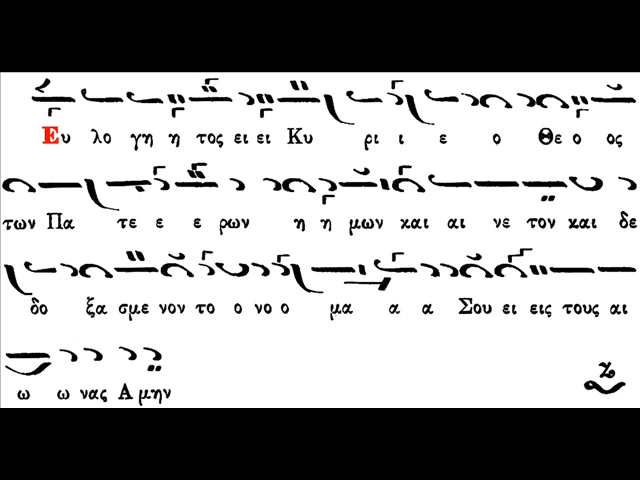 Ευ λο γη η τος ει ει Κυ ρι ι ε ο Θε ο ος
των Πα τε ε ε ρων η η μων και αι νε τον και δε
δο ξα σμε νον το ο νο ο μα α α Σου ει εις τους αι
ω ω νας Α μην